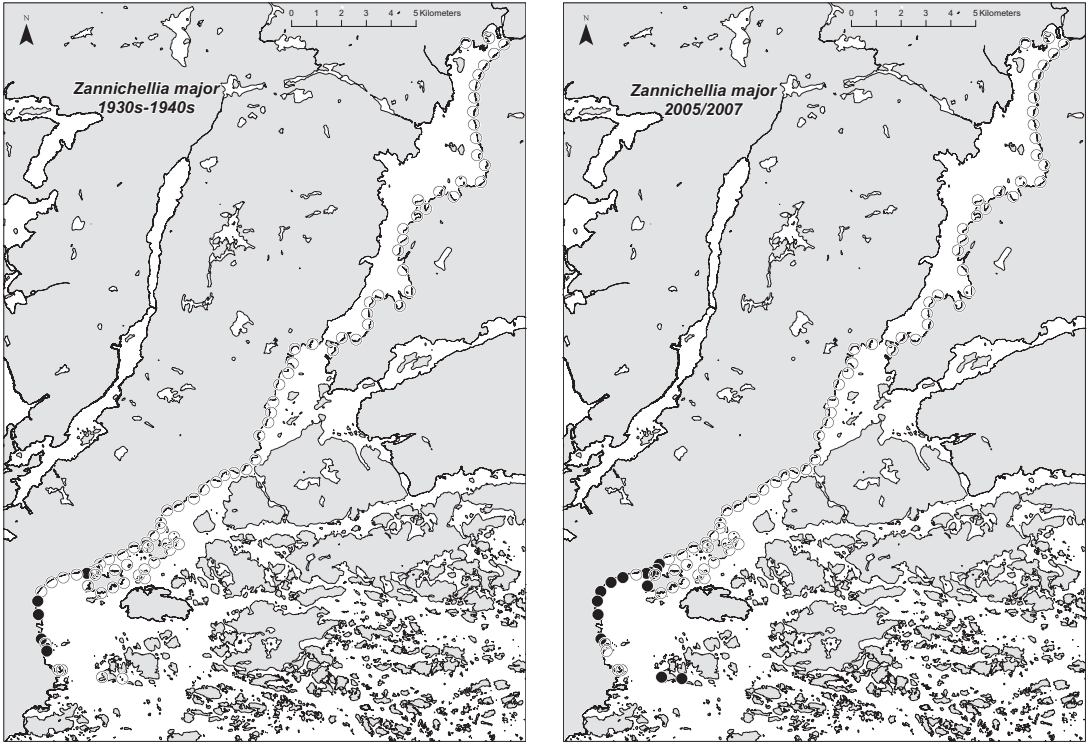 N
0 1 2 3 4 5 Kilometers
Zannichellia major
1930s-1940s
N
0 1 2 3 4 5 Kilometers
Zannichellia major
2005/2007